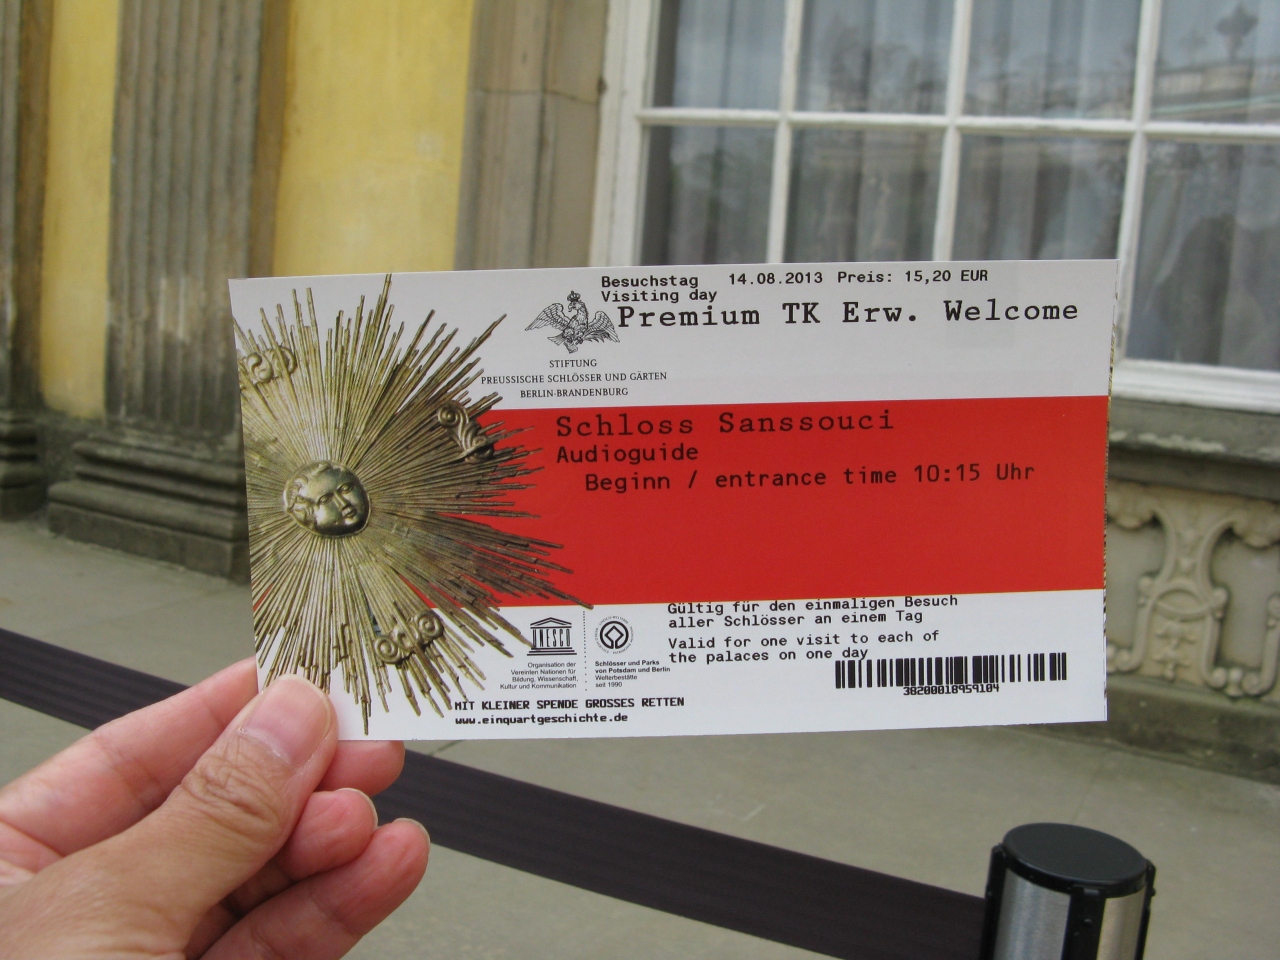 Besuchstag 14.08.2013 Preis: 15,20 EUR
Visiting day
Premium TK Erw. Welcome
STIFTUNG
PREUSSISCHE SCHLÖSSER UND GÄRTEN
BERLIN-BRANDENBURG
Schloss Sanssouci
Audioguide
Beginn / entrance time 10:15 Uhr
Gültig für den einmaligen Besuch
aller Schlösser an einem Tag
Valid for one visit to each of
the palaces on one day
UNESCO
Organisation der
Vereinten Nationen für
Bildung, Wissenschaft,
Kultur und Kommunikation
Schlösser und Parks
von Potsdam und Berlin
Welterbestätte
seit 1990
38200018959104
MIT KLEINER SPENDE GROSSES RETTEN
www.einquartgeschichte.de